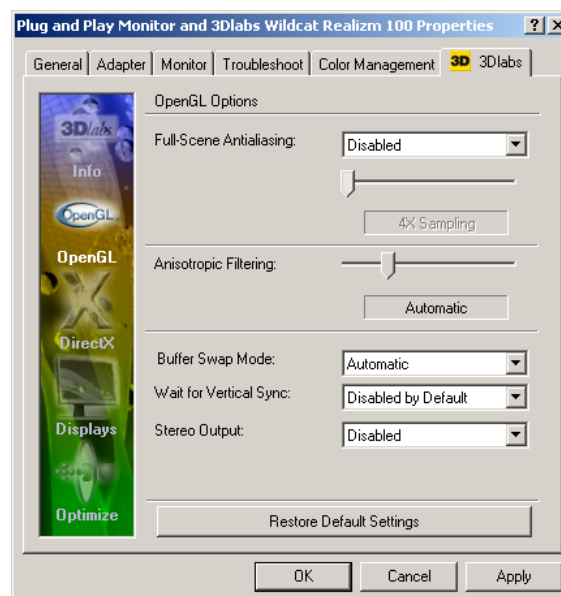 Plug and Play Monitor and 3Dlabs Wildcat Realizm 100 Properties
General Adapter Monitor Troubleshoot Color Management 3D 3Dlabs
3Dlabs
Info
OpenGL
OpenGL
DirectX
Displays
Optimize
OpenGL Options
Full-Scene Antialiasing: Disabled
4X Sampling
Anisotropic Filtering:
Automatic
Buffer Swap Mode: Automatic
Wait for Vertical Sync: Disabled by Default
Stereo Output: Disabled
Restore Default Settings
OK Cancel Apply